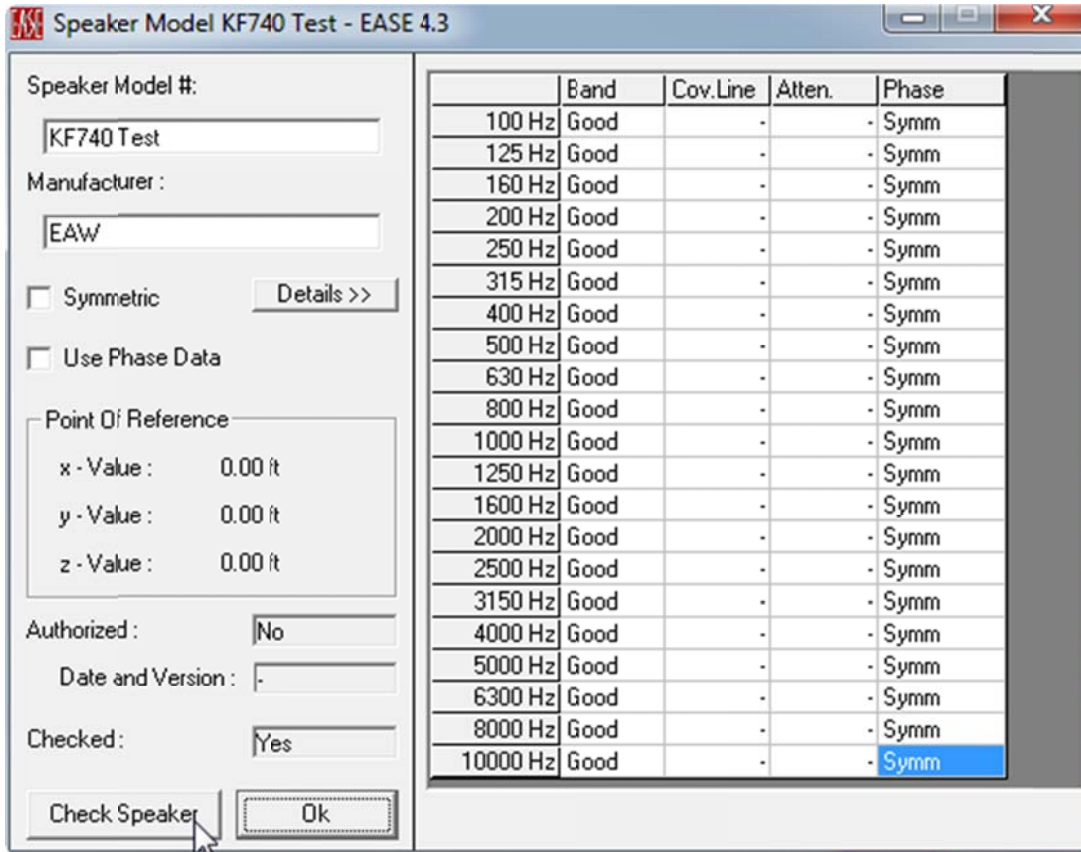 EASE Speaker Model KF740 Test - EASE 4.3
Speaker Model #:
KF740 Test
Manufacturer :
EAW
Symmetric
Details >>
Use Phase Data
Point Of Reference
x - Value : 0.00 ft
y - Value : 0.00 ft
z - Value : 0.00 ft
Authorized : No
Date and Version : -
Checked : Yes
Check Speaker
Ok
Band Cov.Line Atten. Phase
100 Hz Good - - Symm
125 Hz Good - - Symm
160 Hz Good - - Symm
200 Hz Good - - Symm
250 Hz Good - - Symm
315 Hz Good - - Symm
400 Hz Good - - Symm
500 Hz Good - - Symm
630 Hz Good - - Symm
800 Hz Good - - Symm
1000 Hz Good - - Symm
1250 Hz Good - - Symm
1600 Hz Good - - Symm
2000 Hz Good - - Symm
2500 Hz Good - - Symm
3150 Hz Good - - Symm
4000 Hz Good - - Symm
5000 Hz Good - - Symm
6300 Hz Good - - Symm
8000 Hz Good - - Symm
10000 Hz Good - - Symm